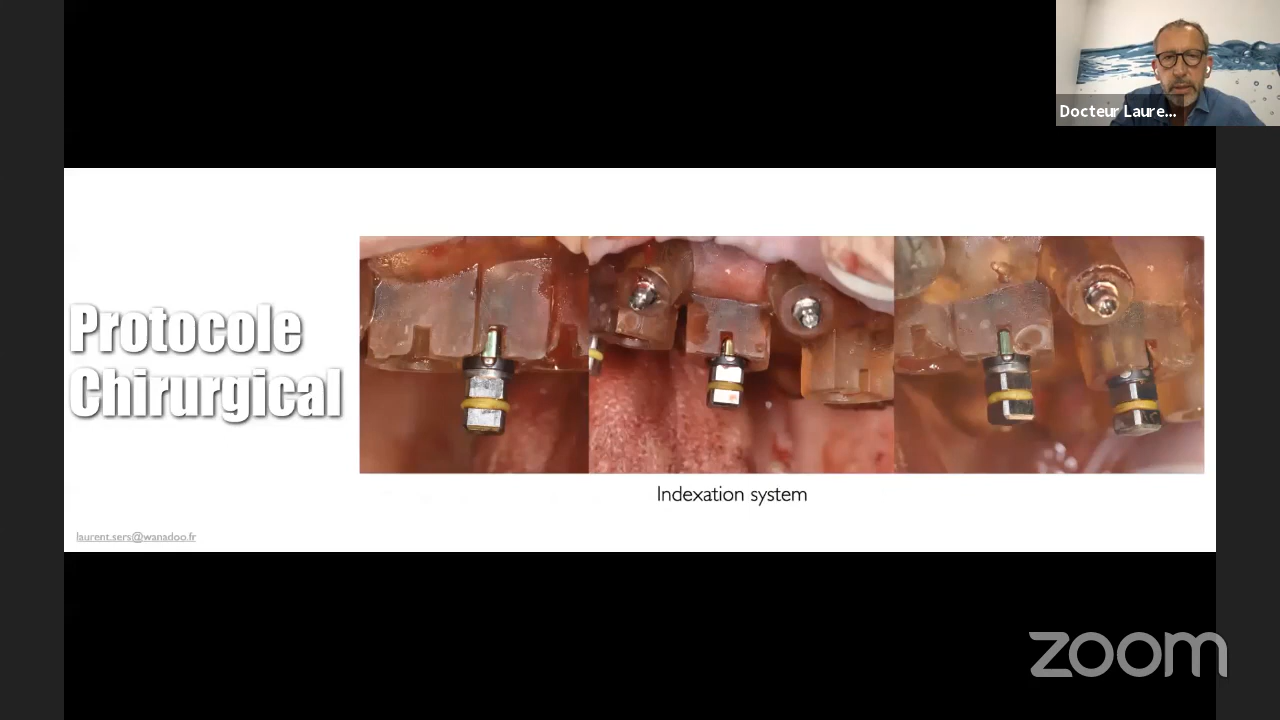 Docteur Laure...
Protocole
Chirurgical
Indexation system
laurent.sers@wanadoo.fr
zoom